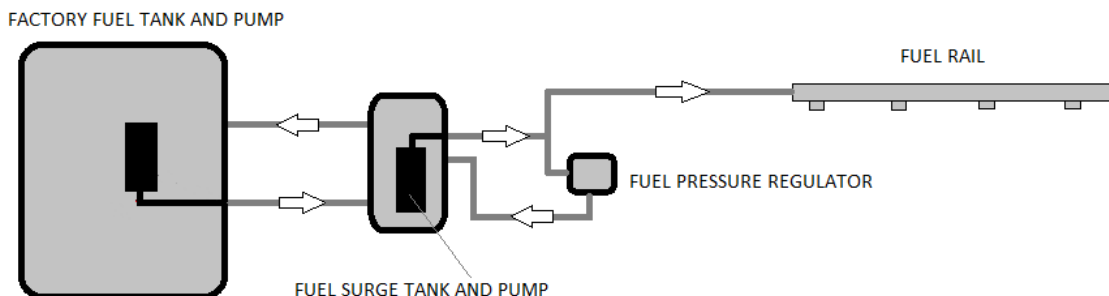 FACTORY FUEL TANK AND PUMP
FUEL RAIL
FUEL PRESSURE REGULATOR
FUEL SURGE TANK AND PUMP